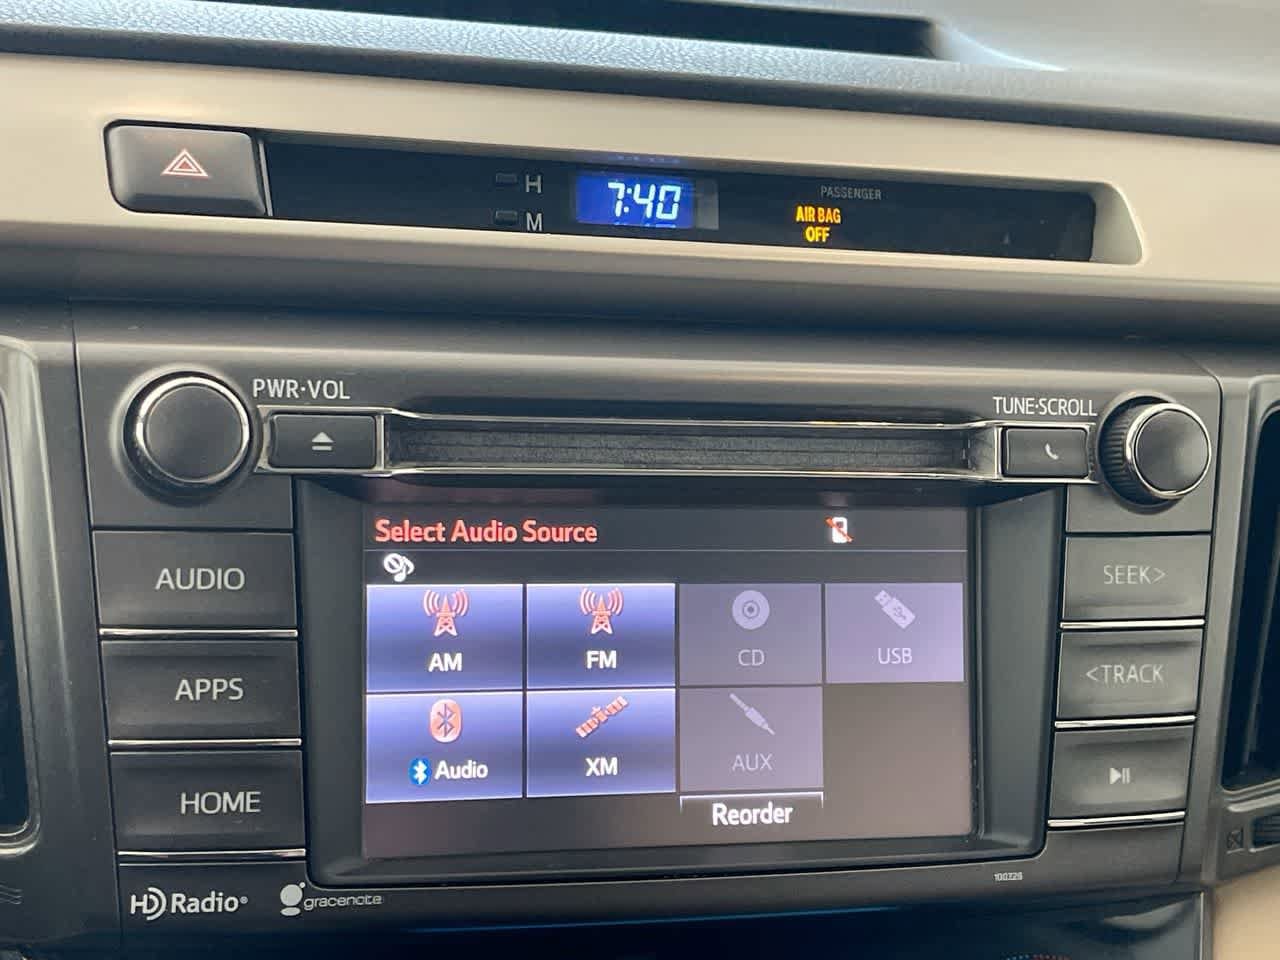 H
M
7:40
PASSENGER
AIR BAG
OFF
PWR·VOL
TUNE·SCROLL
Select Audio Source
AUDIO
APPS
HOME
AM
FM
CD
USB
Audio
XM
AUX
Reorder
SEEK>
<TRACK
HD Radio®
gracenote
100228